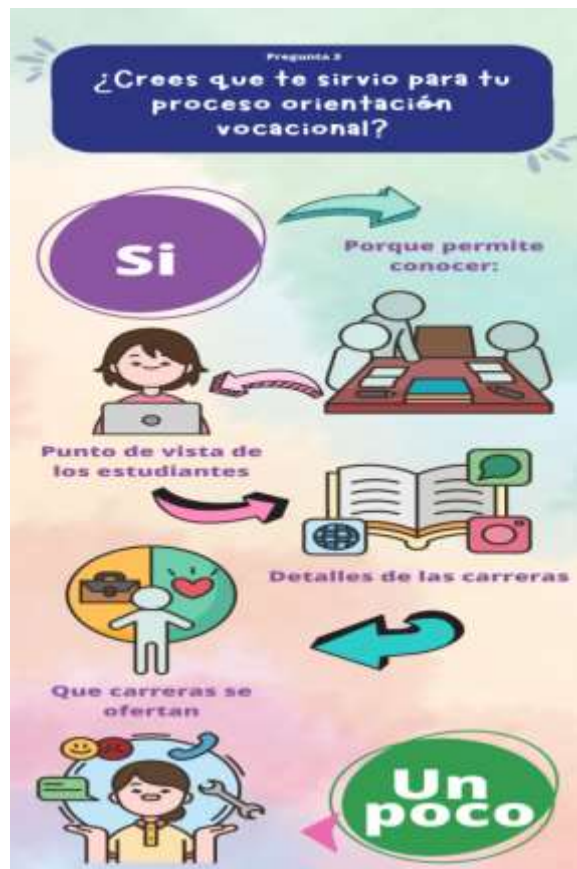 Pregunta 3
¿Crees que te sirvio para tu
proceso orientación
vocacional?
Si
Porque permite
conocer:
Punto de vista de
los estudiantes
Detalles de las carreras
Que carreras se
ofertan
Un
poco